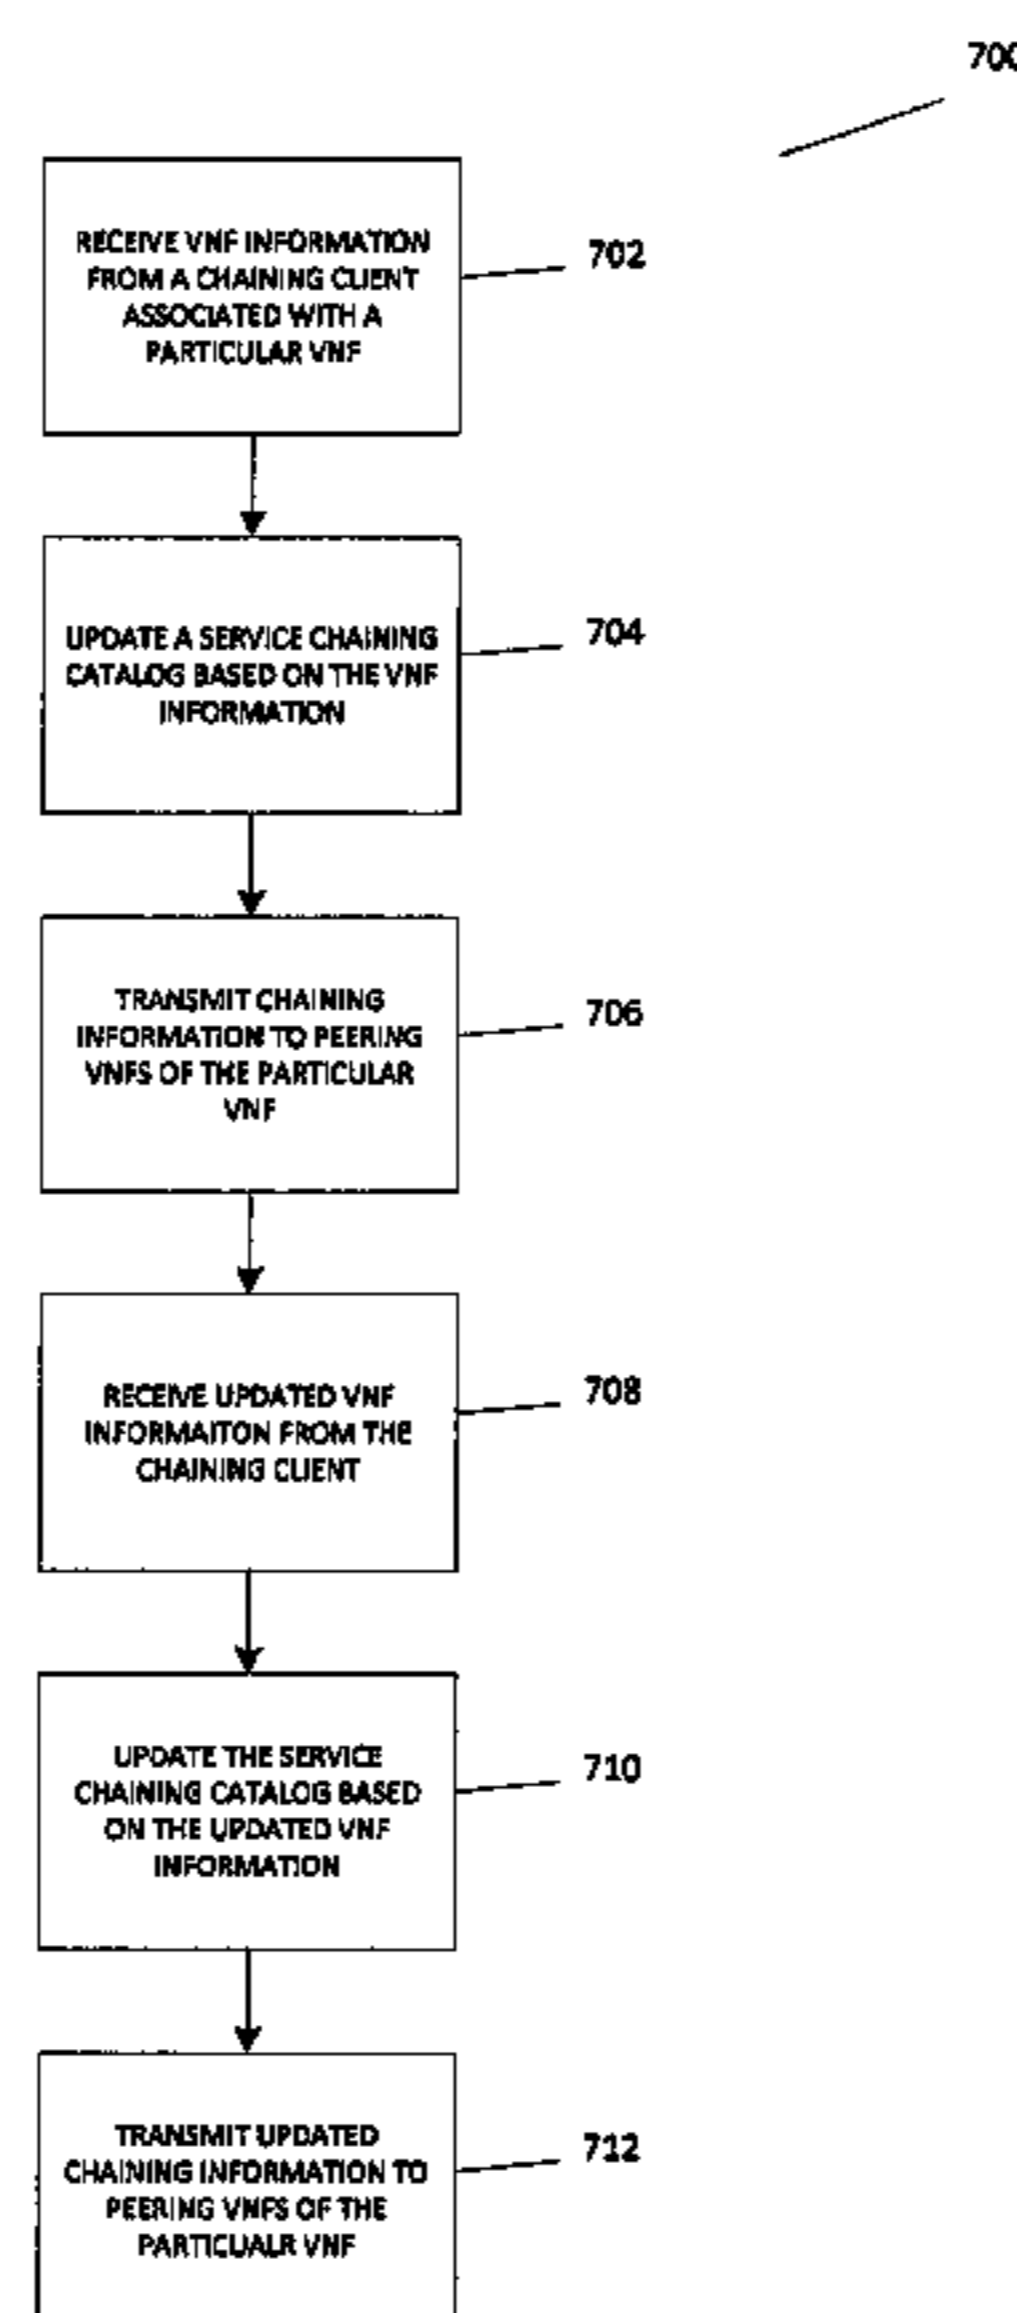 700
RECEIVE VNF INFORMATION
FROM A CHAINING CLIENT
ASSOCIATED WITH A
PARTICULAR VNF
702
UPDATE A SERVICE CHAINING
CATALOG BASED ON THE VNF
INFORMATION
704
TRANSMIT CHAINING
INFORMATION TO PEERING
VNFS OF THE PARTICULAR
VNF
706
RECEIVE UPDATED VNF
INFORMAITON FROM THE
CHAINING CLIENT
708
UPDATE THE SERVICE
CHAINING CATALOG BASED
ON THE UPDATED VNF
INFORMATION
710
TRANSMIT UPDATED
CHAINING INFORMATION TO
PEERING VNFS OF THE
PARTICUALR VNF
712